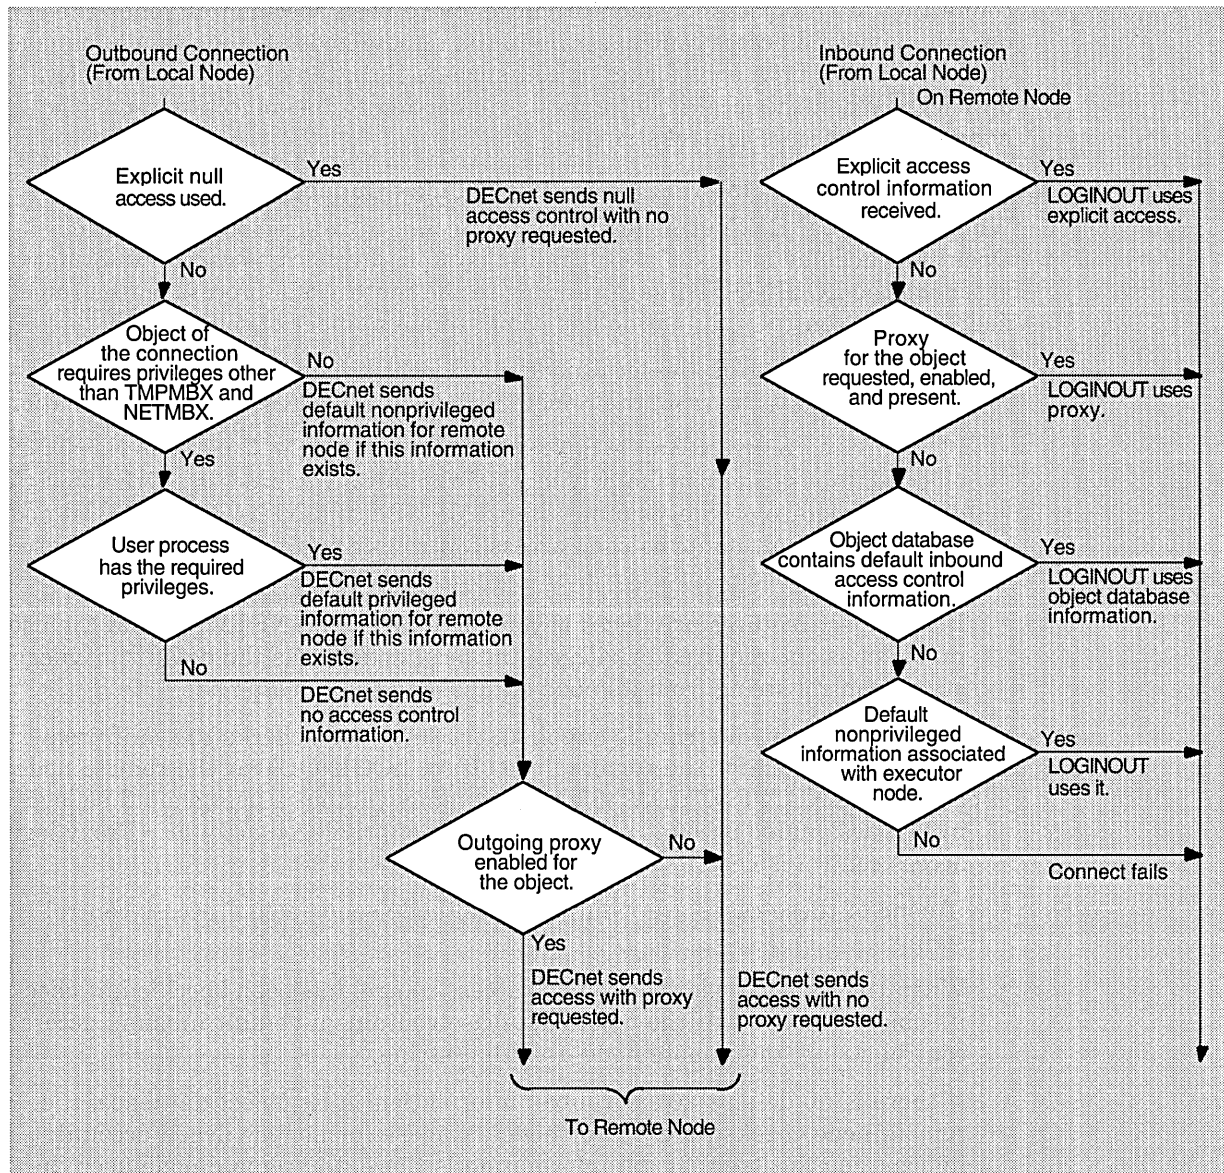 Outbound Connection
(From Local Node)
Explicit null
access used.
Yes
DECnet sends null
access control with no
proxy requested.
No
Object of
the connection
requires privileges other
than TMPMBX and
NETMBX.
No
DECnet sends
default nonprivileged
information for remote
node if this information
exists.
Yes
User process
has the required
privileges.
Yes
DECnet sends
default privileged
information for remote
node if this information
exists.
No
DECnet sends
no access control
information.
Outgoing proxy
enabled for
the object.
No
Yes
DECnet sends
access with proxy
requested.
DECnet sends
access with no
proxy requested.
To Remote Node
Inbound Connection
(From Local Node)
On Remote Node
Explicit access
control information
received.
Yes
LOGINOUT uses
explicit access.
No
Proxy
for the object
requested, enabled,
and present.
Yes
LOGINOUT uses
proxy.
No
Object database
contains default inbound
access control
information.
Yes
LOGINOUT uses
object database
information.
No
Default
nonprivileged
information associated
with executor
node.
Yes
LOGINOUT
uses it.
No
Connect fails